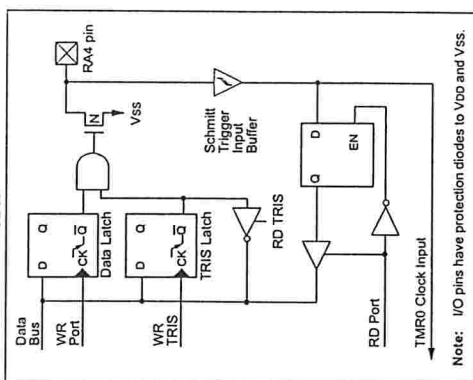 Data
Bus
WR
Port
D Q
CK Q
Data Latch
WR
TRIS
D Q
CK Q
TRIS Latch
RD TRIS
N
Vss
RA4 pin
Schmitt
Trigger
Input
Buffer
Q D
EN
RD Port
TMR0 Clock Input
Note: I/O pins have protection diodes to VDD and Vss.